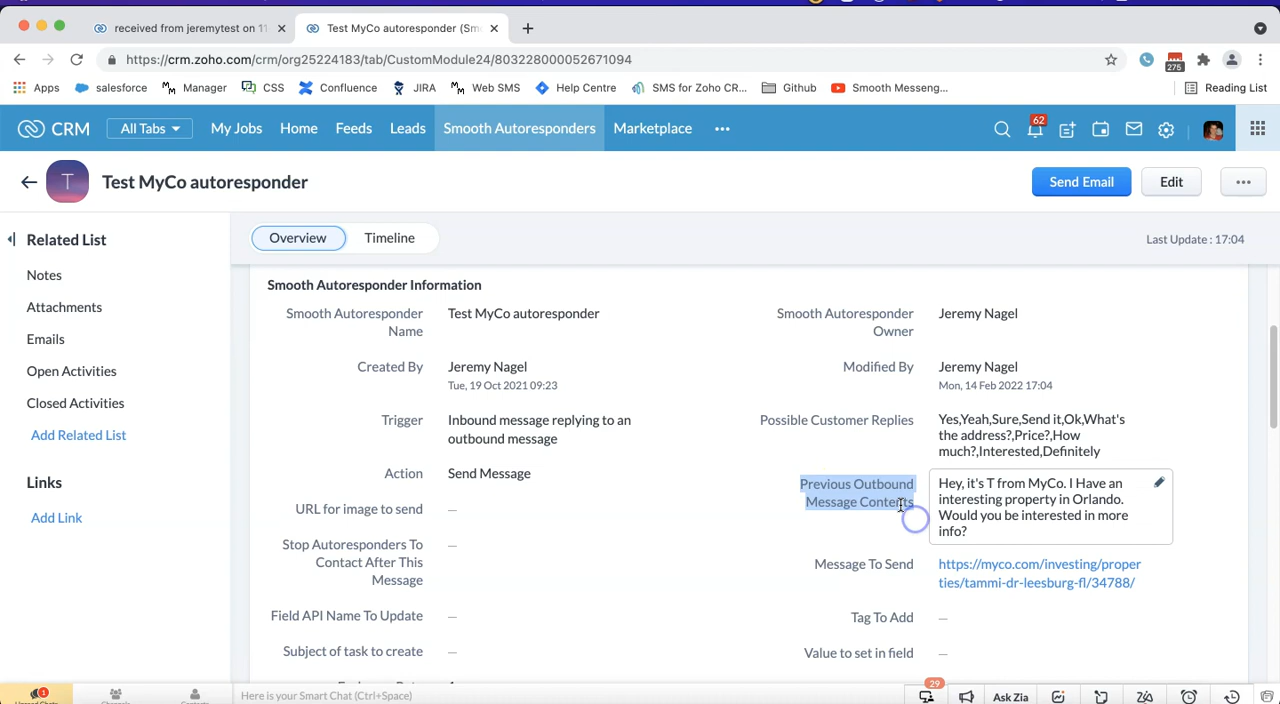 received from jeremytest on 11
Test MyCo autoresponder (Smo
https://crm.zoho.com/crm/org25224183/tab/CustomModule24/803228000052671094
275
Apps
salesforce
Manager
CSS
Confluence
JIRA
Web SMS
Help Centre
SMS for Zoho CR...
Github
Smooth Messeng...
Reading List
CRM
All Tabs
My Jobs
Home
Feeds
Leads
Smooth Autoresponders
Marketplace
62
T
Test MyCo autoresponder
Send Email
Edit
Related List
Notes
Attachments
Emails
Open Activities
Closed Activities
Add Related List
Links
Add Link
Overview
Timeline
Last Update : 17:04
Smooth Autoresponder Information
Smooth Autoresponder
Name
Test MyCo autoresponder
Smooth Autoresponder
Owner
Jeremy Nagel
Created By
Jeremy Nagel
Tue, 19 Oct 2021 09:23
Modified By
Jeremy Nagel
Mon, 14 Feb 2022 17:04
Trigger
Inbound message replying to an
outbound message
Possible Customer Replies
Yes,Yeah,Sure,Send it,Ok,What's
the address?,Price?,How
much?,Interested,Definitely
Action
Send Message
Previous Outbound
Message Contents
Hey, it's T from MyCo. I Have an
interesting property in Orlando.
Would you be interested in more
info?
URL for image to send
—
Stop Autoresponders To
Contact After This
Message
—
Message To Send
https://myco.com/investing/proper
ties/tammi-dr-leesburg-fl/34788/
Field API Name To Update
—
Tag To Add
—
Subject of task to create
—
Value to set in field
—
1
Unread Chats
Channels
Contacts
Here is your Smart Chat (Ctrl+Space)
29
Ask Zia